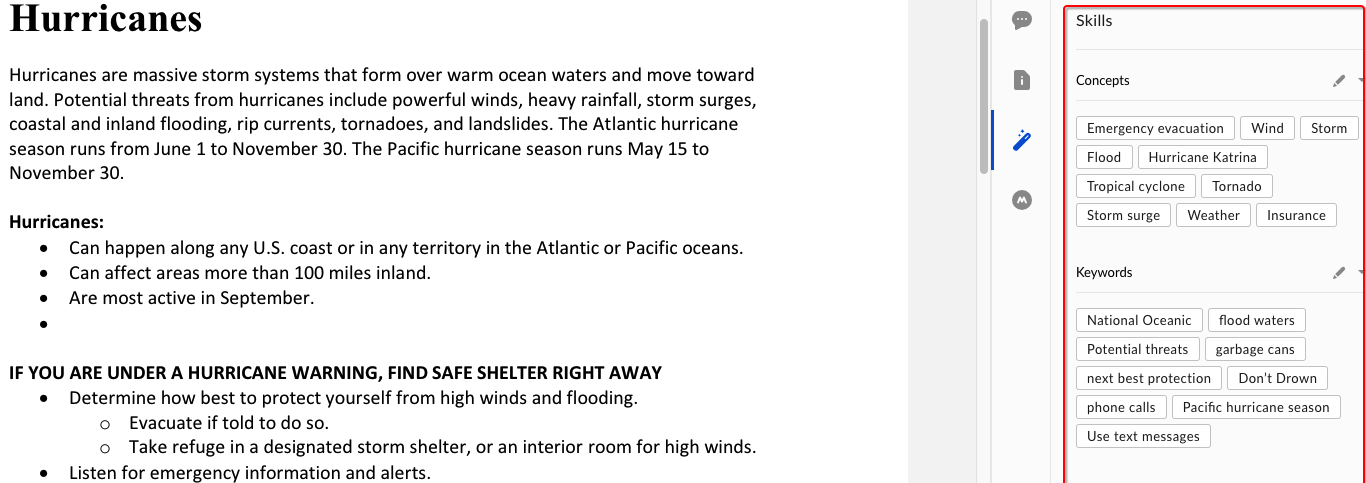 Hurricanes
Hurricanes are massive storm systems that form over warm ocean waters and move toward
land. Potential threats from hurricanes include powerful winds, heavy rainfall, storm surges,
coastal and inland flooding, rip currents, tornadoes, and landslides. The Atlantic hurricane
season runs from June 1 to November 30. The Pacific hurricane season runs May 15 to
November 30.
Hurricanes:
• Can happen along any U.S. coast or in any territory in the Atlantic or Pacific oceans.
• Can affect areas more than 100 miles inland.
• Are most active in September.
•
IF YOU ARE UNDER A HURRICANE WARNING, FIND SAFE SHELTER RIGHT AWAY
• Determine how best to protect yourself from high winds and flooding.
o Evacuate if told to do so.
o Take refuge in a designated storm shelter, or an interior room for high winds.
• Listen for emergency information and alerts.
Skills
Concepts
Emergency evacuation Wind Storm
Flood Hurricane Katrina
Tropical cyclone Tornado
Storm surge Weather Insurance
Keywords
National Oceanic flood waters
Potential threats garbage cans
next best protection Don't Drown
phone calls Pacific hurricane season
Use text messages